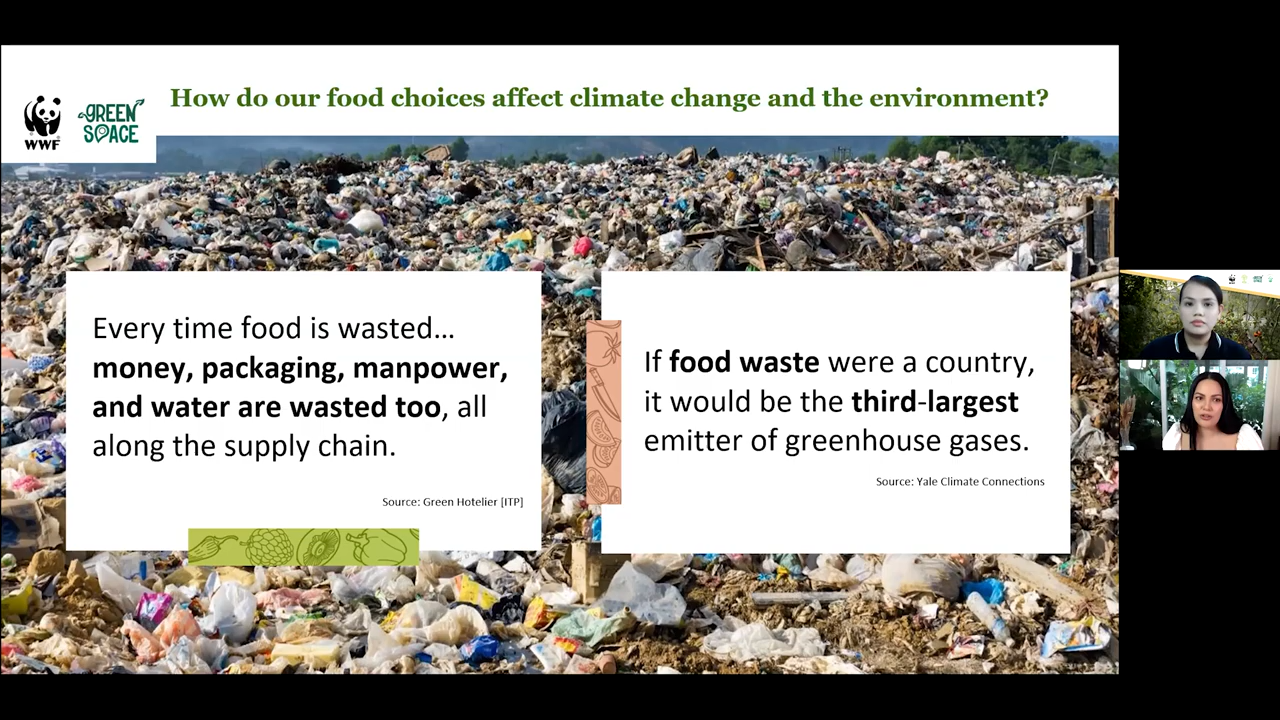 How do our food choices affect climate change and the environment?
WWF
GREEN
SPACE
Every time food is wasted…
money, packaging, manpower,
and water are wasted too, all
along the supply chain.
Source: Green Hotelier [ITP]
If food waste were a country,
it would be the third-largest
emitter of greenhouse gases.
Source: Yale Climate Connections